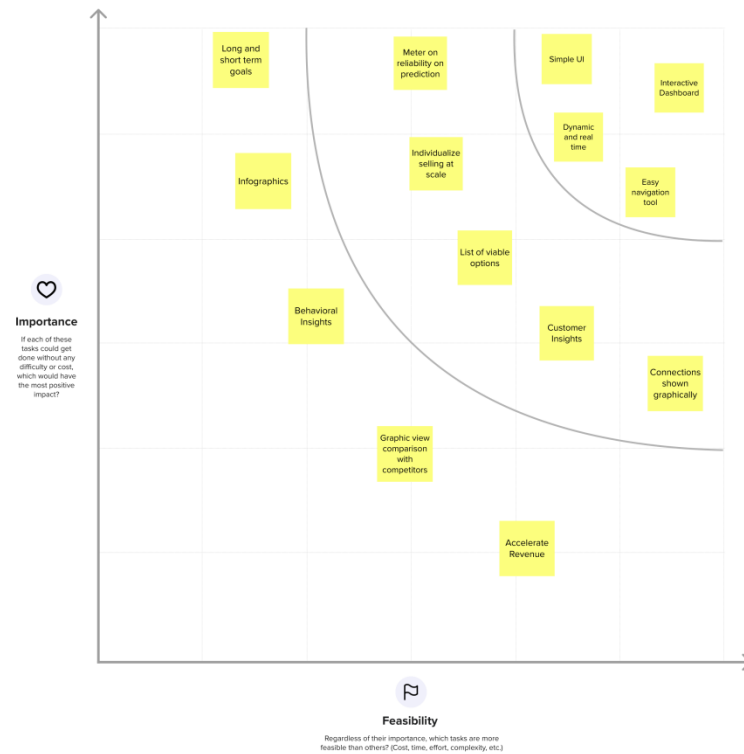 Long and
short term
goals
Meter on
reliability on
prediction
Simple UI
Interactive
Dashboard
Dynamic
and real
time
Individualize
selling at
scale
Infographics
Easy
navigation
tool
List of viable
options
Behavioral
Insights
Customer
Insights
Connections
shown
graphically
Graphic view
comparison
with
competitors
Accelerate
Revenue
Importance
If each of these
tasks could get
done without any
difficulty or cost,
which would have
the most positive
impact?
Feasibility
Regardless of their importance, which tasks are more
feasible than others? (Cost, time, effort, complexity, etc.)